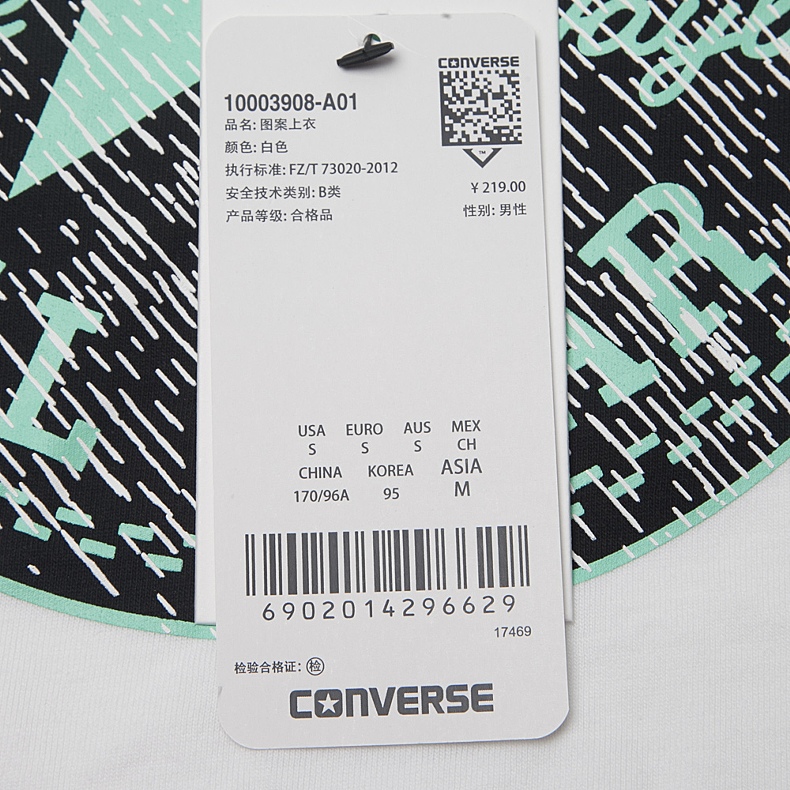 CONVERSE
10003908-A01
品名: 图案上衣
颜色: 白色
执行标准: FZ/T 73020-2012
安全技术类别: B类
产品等级: 合格品
TM
¥ 219.00
性别: 男性
USA EURO AUS MEX
S S S CH
CHINA KOREA ASIA
170/96A 95 M
6902014296629
17469
检验合格证: 检
CONVERSE